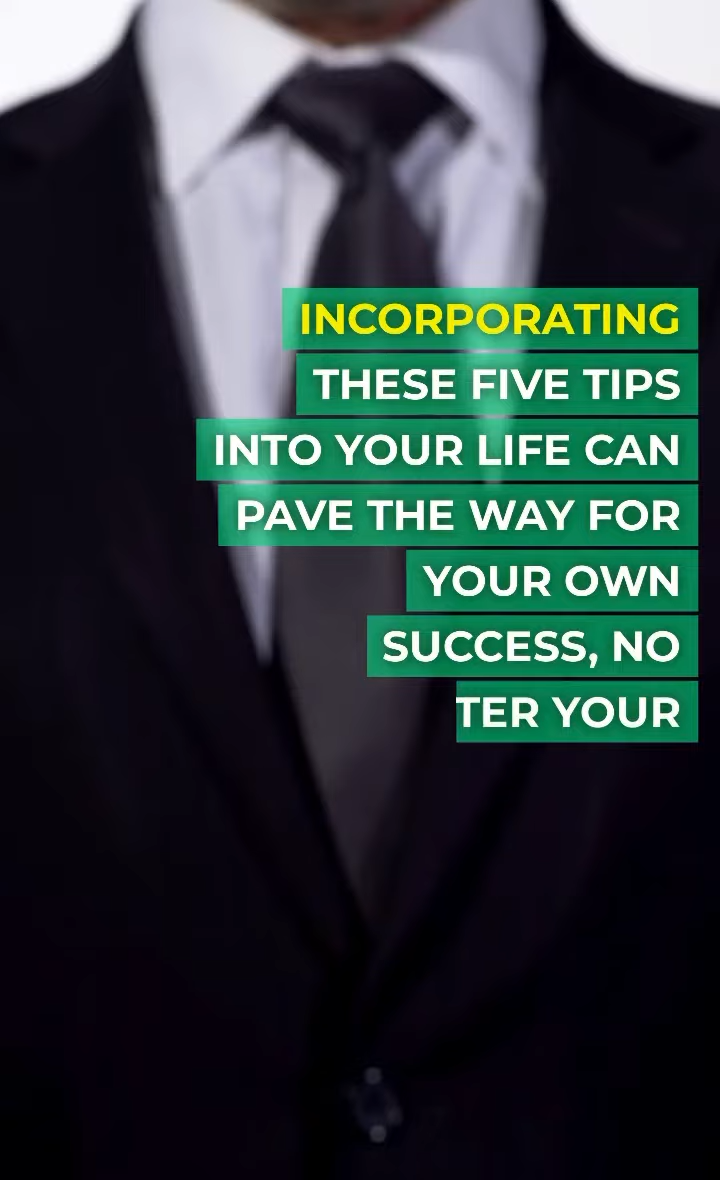 INCORPORATING
THESE FIVE TIPS
INTO YOUR LIFE CAN
PAVE THE WAY FOR
YOUR OWN
SUCCESS, NO
TER YOUR